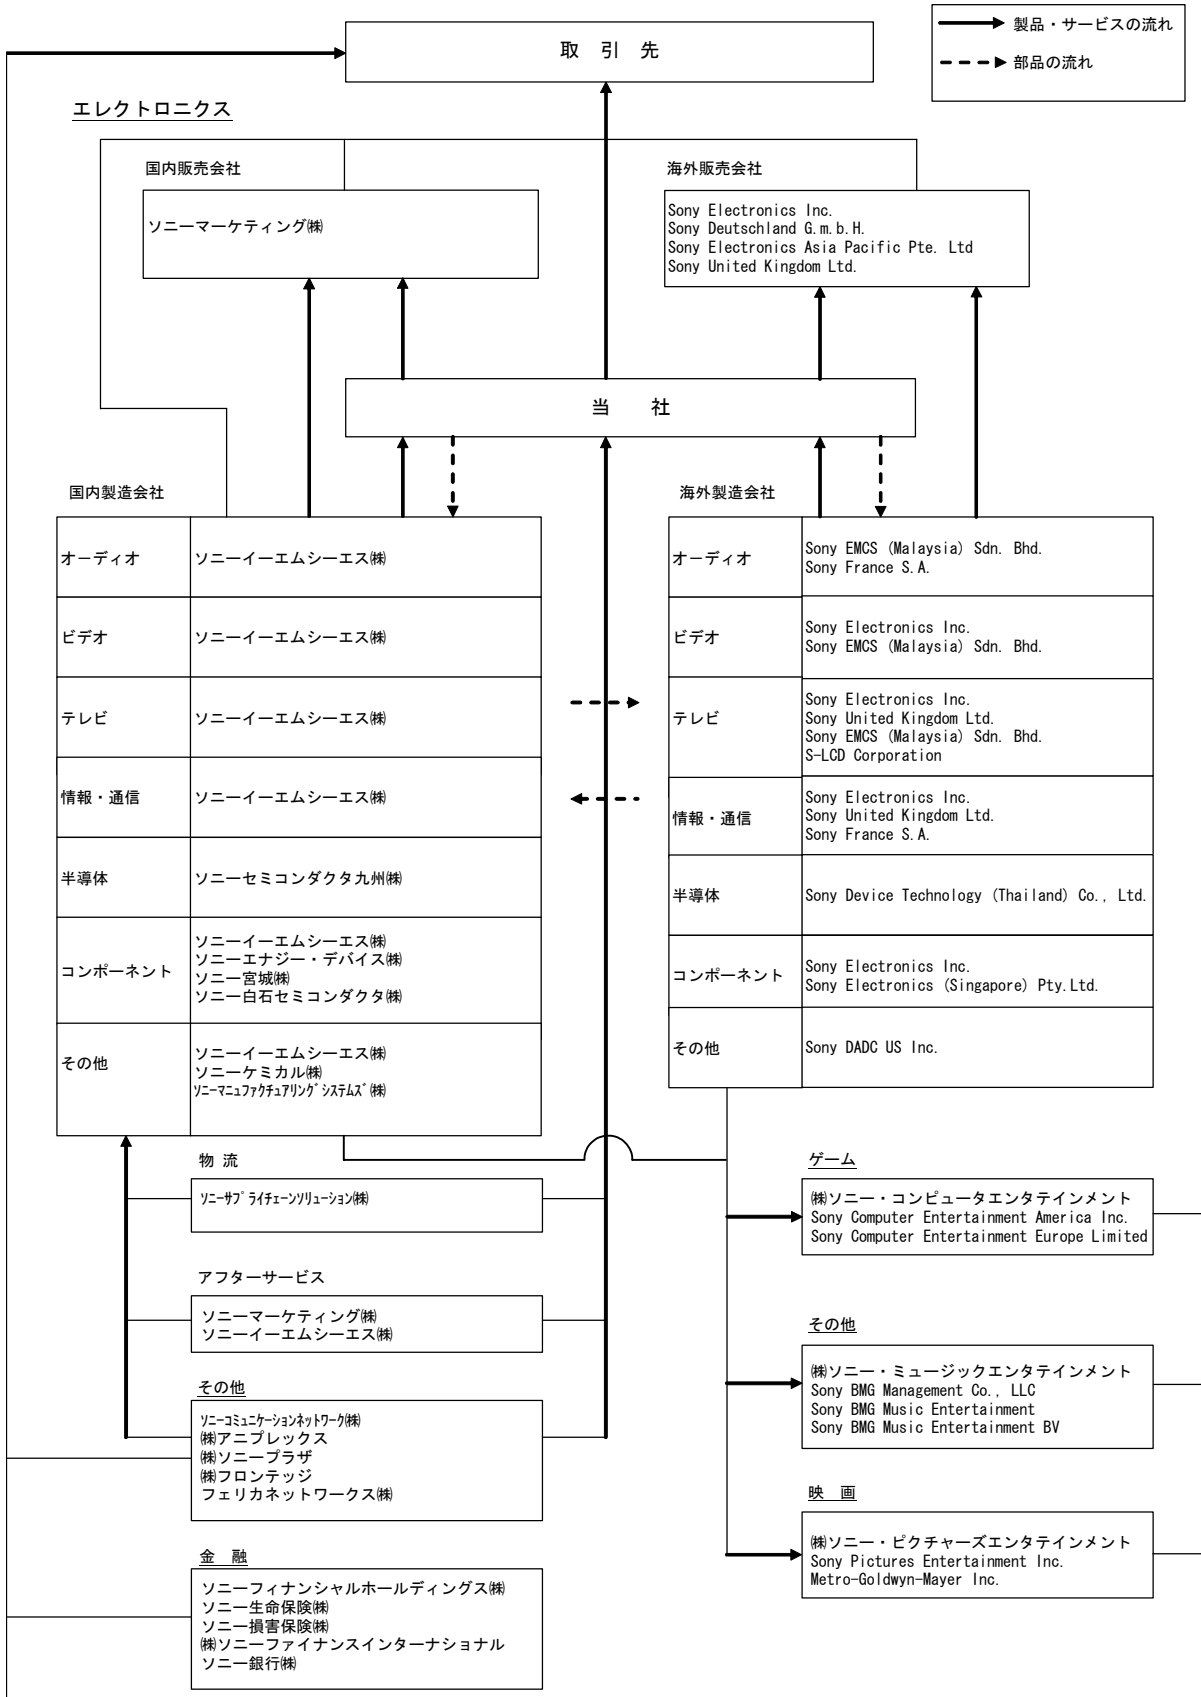 取 引 先
製品・サービスの流れ
部品の流れ
エレクトロニクス
国内販売会社
ソニーマーケティング㈱
海外販売会社
Sony Electronics Inc.
Sony Deutschland G.m.b.H.
Sony Electronics Asia Pacific Pte. Ltd
Sony United Kingdom Ltd.
当 社
国内製造会社
オーディオ
ソニーイーエムシーエス㈱
ビデオ
ソニーイーエムシーエス㈱
テレビ
ソニーイーエムシーエス㈱
情報・通信
ソニーイーエムシーエス㈱
半導体
ソニーセミコンダクタ九州㈱
コンポーネント
ソニーイーエムシーエス㈱
ソニーエナジー・デバイス㈱
ソニー宮城㈱
ソニー白石セミコンダクタ㈱
その他
ソニーイーエムシーエス㈱
ソニーケミカル㈱
ｿﾆｰﾏﾆｭﾌｧｸﾁｭｱﾘﾝｸﾞｼｽﾃﾑｽﾞ㈱
海外製造会社
オーディオ
Sony EMCS (Malaysia) Sdn. Bhd.
Sony France S.A.
ビデオ
Sony Electronics Inc.
Sony EMCS (Malaysia) Sdn. Bhd.
テレビ
Sony Electronics Inc.
Sony United Kingdom Ltd.
Sony EMCS (Malaysia) Sdn. Bhd.
S-LCD Corporation
情報・通信
Sony Electronics Inc.
Sony United Kingdom Ltd.
Sony France S.A.
半導体
Sony Device Technology (Thailand) Co., Ltd.
コンポーネント
Sony Electronics Inc.
Sony Electronics (Singapore) Pty.Ltd.
その他
Sony DADC US Inc.
物 流
ｿﾆｰｻﾌﾟﾗｲﾁｪｰﾝｿﾘｭｰｼｮﾝ㈱
アフターサービス
ソニーマーケティング㈱
ソニーイーエムシーエス㈱
その他
ｿﾆｰｺﾐｭﾆｹｰｼｮﾝﾈｯﾄﾜｰｸ㈱
㈱アニプレックス
㈱ソニープラザ
㈱フロンテッジ
フェリカネットワークス㈱
金 融
ソニーフィナンシャルホールディングス㈱
ソニー生命保険㈱
ソニー損害保険㈱
㈱ソニーファイナンスインターナショナル
ソニー銀行㈱
ゲーム
㈱ソニー・コンピュータエンタテインメント
Sony Computer Entertainment America Inc.
Sony Computer Entertainment Europe Limited
その他
㈱ソニー・ミュージックエンタテインメント
Sony BMG Management Co., LLC
Sony BMG Music Entertainment
Sony BMG Music Entertainment BV
映 画
㈱ソニー・ピクチャーズエンタテインメント
Sony Pictures Entertainment Inc.
Metro-Goldwyn-Mayer Inc.